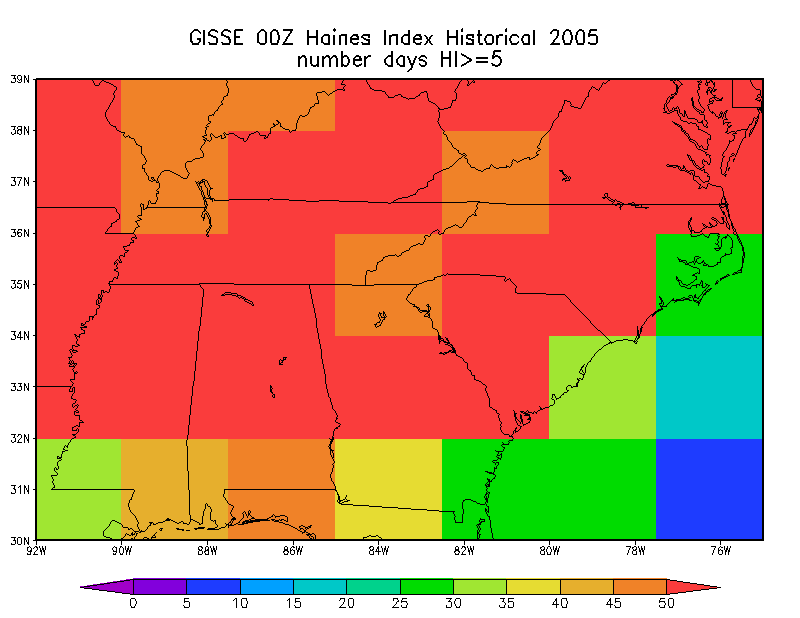 GISSE 00Z Haines Index Historical 2005
number days HI>=5
39N
38N
37N
36N
35N
34N
33N
32N
31N
30N
92W 90W 88W 86W 84W 82W 80W 78W 76W
0 5 10 15 20 25 30 35 40 45 50